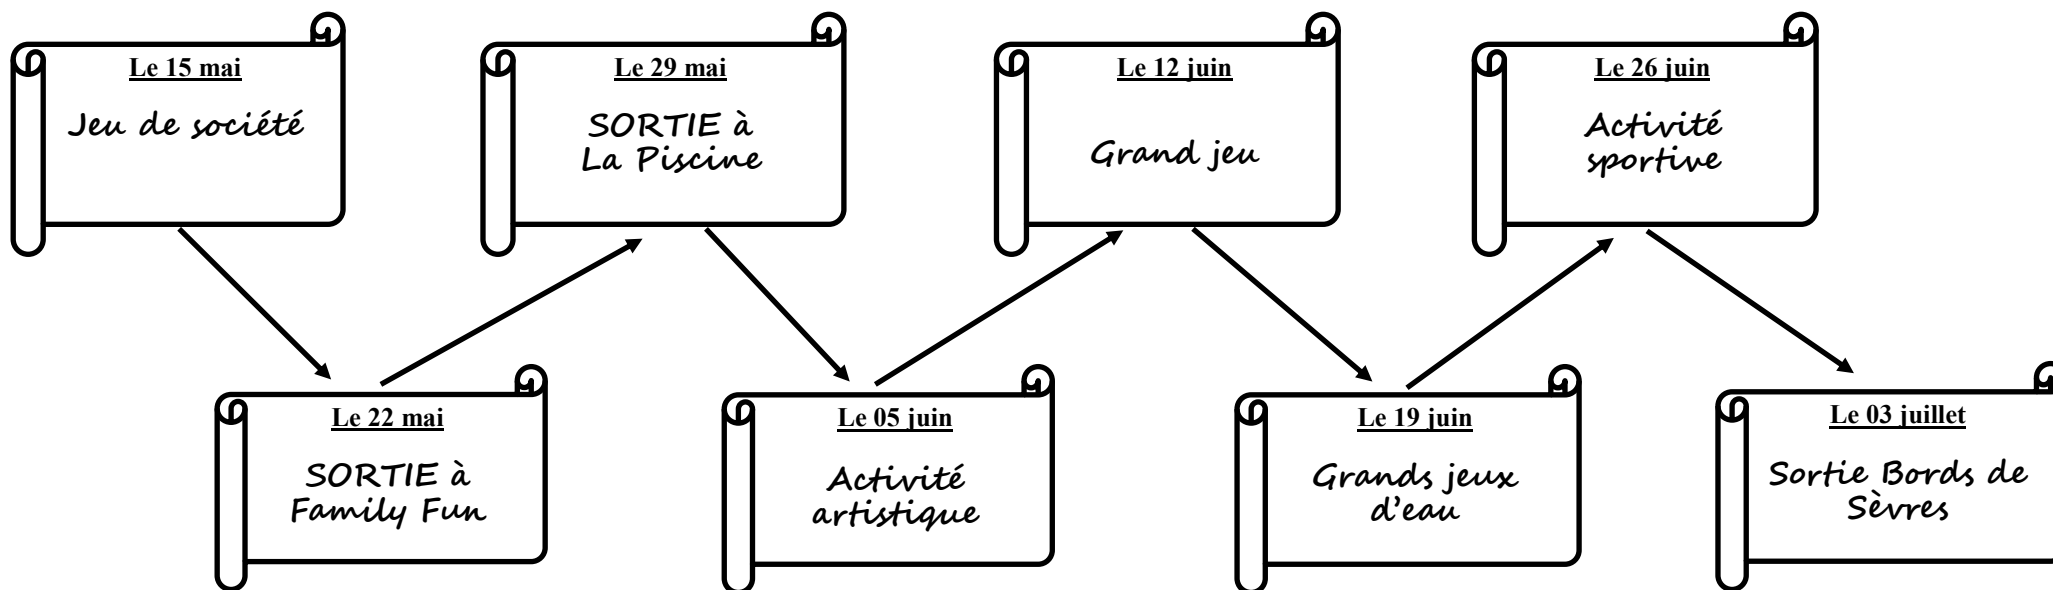 Le 15 mai
Jeu de société
Le 22 mai
SORTIE à
Family Fun
Le 29 mai
SORTIE à
La Piscine
Le 05 juin
Activité
artistique
Le 12 juin
Grand jeu
Le 19 juin
Grands jeux
d'eau
Le 26 juin
Activité
sportive
Le 03 juillet
Sortie Bords de
Sèvres